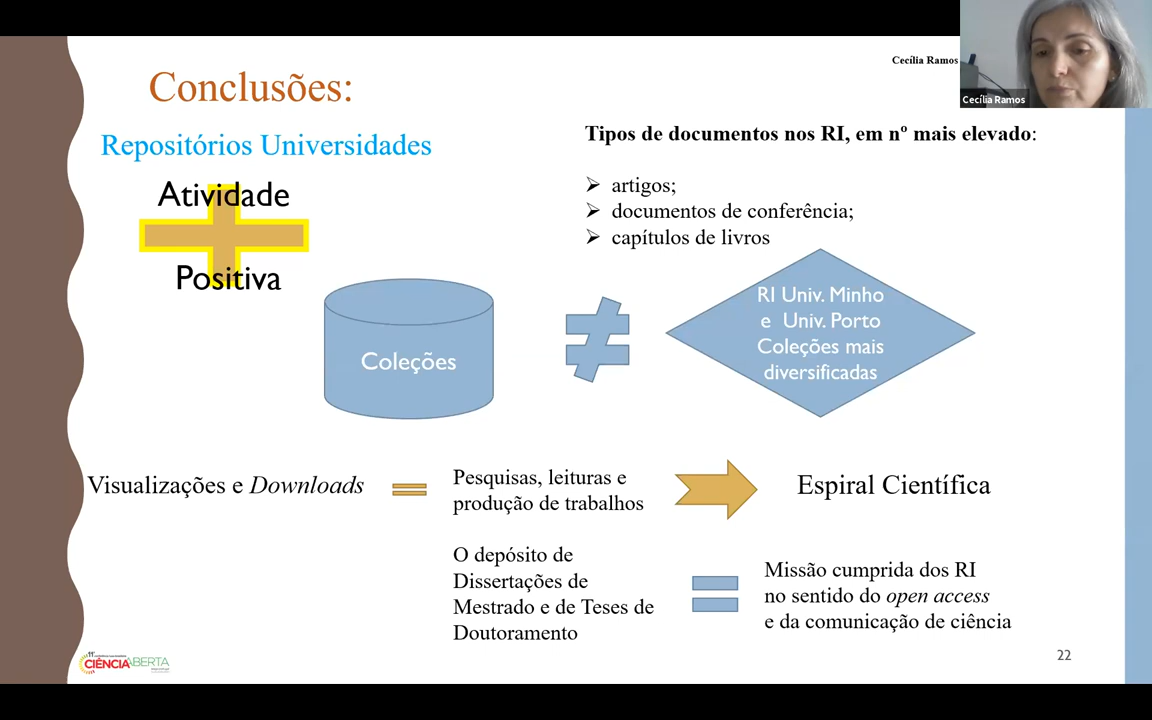 Conclusões:
Cecília Ramos
Cecília Ramos
Repositórios Universidades
Atividade
Positiva
Tipos de documentos nos RI, em nº mais elevado:
➢ artigos;
➢ documentos de conferência;
➢ capítulos de livros
Coleções
≠
RI Univ. Minho
e Univ. Porto
Coleções mais
diversificadas
Visualizações e Downloads
=
Pesquisas, leituras e
produção de trabalhos
Espiral Científica
O depósito de
Dissertações de
Mestrado e de Teses de
Doutoramento
=
Missão cumprida dos RI
no sentido do open access
e da comunicação de ciência
CIÊNCIAABERTA
22